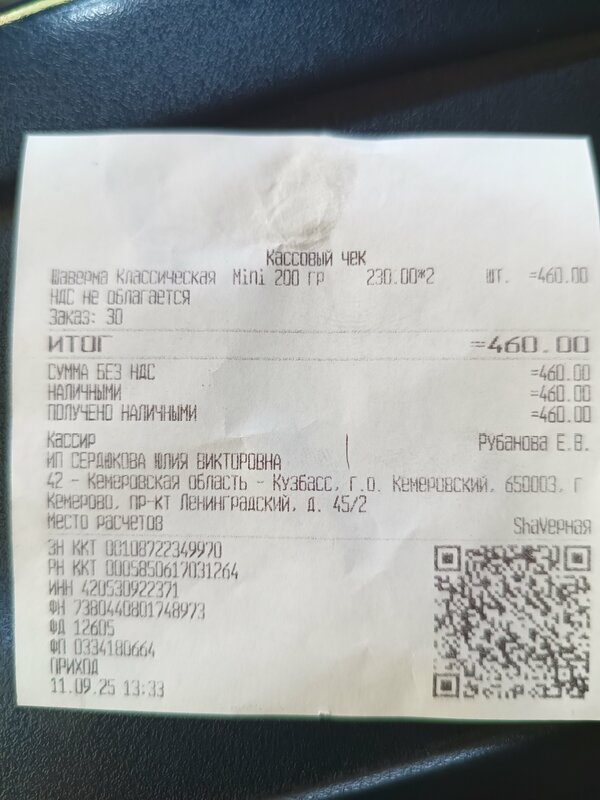 Кассовый чек
Шаверма Классическая Mini 200 гр 230.00*2 шт. =460.00
НДС не облагается
Заказ: 30
ИТОГ =460.00
СУММА БЕЗ НДС =460.00
НАЛИЧНЫМИ =460.00
ПОЛУЧЕНО НАЛИЧНЫМИ =460.00
Кассир Рубанова Е.В.
ИП СЕРДЮКОВА ЮЛИЯ ВИКТОРОВНА
42 - Кемеровская область - Кузбасс, г.о. Кемеровский, 650003, г
Кемерово, пр-кт Ленинградский, д. 45/2
Место расчетов ShaVерная
ЗН ККТ 00108722349970
РН ККТ 0005850617031264
ИНН 420530922371
ФН 7380440801748973
ФД 12605
ФП 0334180664
ПРИХОД
11.09.25 13:33